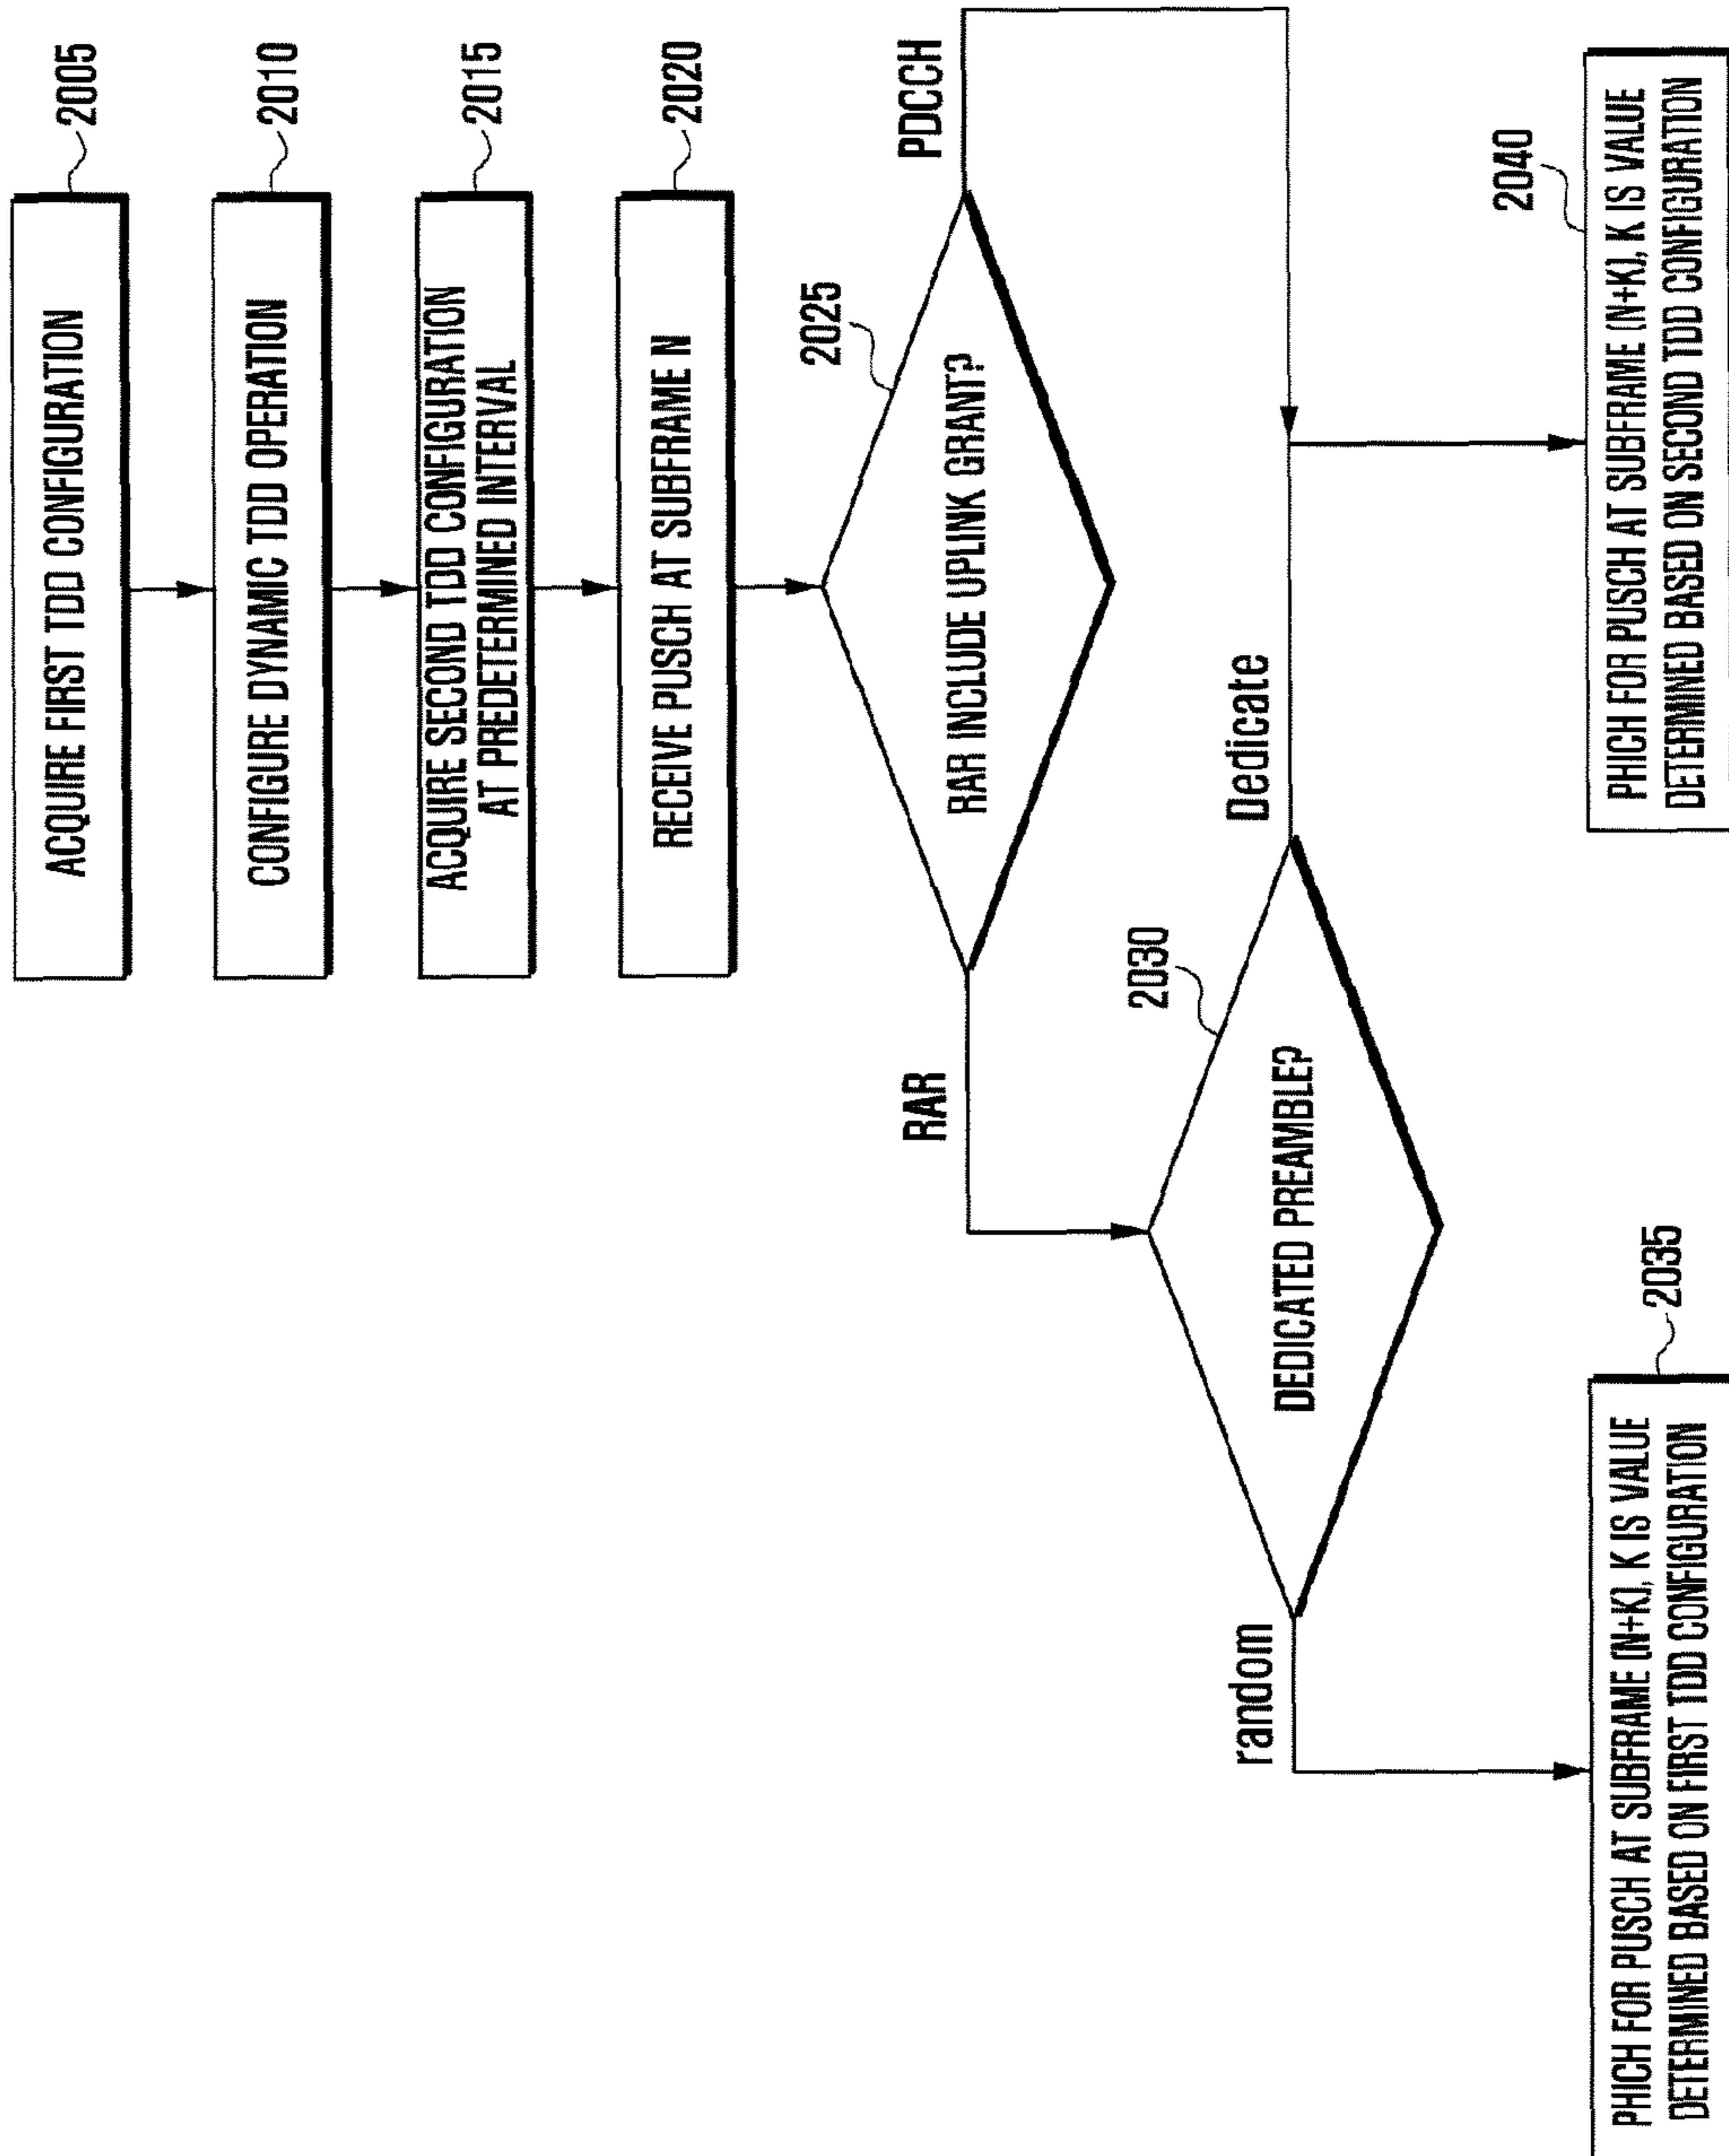 ACQUIRE FIRST TDD CONFIGURATION
2005
CONFIGURE DYNAMIC TDD OPERATION
2010
ACQUIRE SECOND TDD CONFIGURATION
AT PREDETERMINED INTERVAL
2015
RECEIVE PUSCH AT SUBFRAME N
2020
RAR INCLUDE UPLINK GRANT?
2025
RAR
PDCCH
DEDICATED PREAMBLE?
2030
random
Dedicate
PHICH FOR PUSCH AT SUBFRAME (N+K), K IS VALUE
DETERMINED BASED ON FIRST TDD CONFIGURATION
2035
PHICH FOR PUSCH AT SUBFRAME (N+K), K IS VALUE
DETERMINED BASED ON SECOND TDD CONFIGURATION
2040